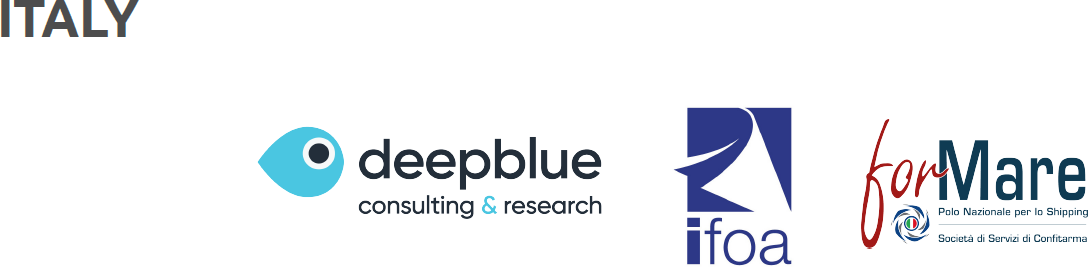 ITALY
deepblue
consulting & research
ifoa
forMare
Polo Nazionale per lo Shipping
Società di Servizi di Confitarma